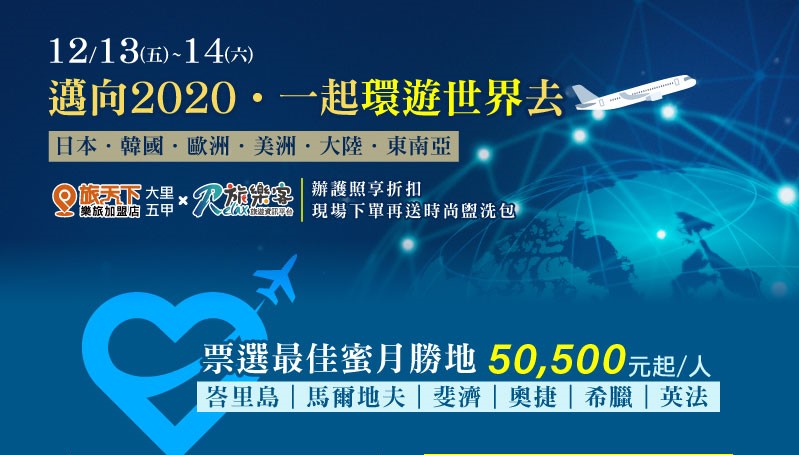 12/13(五)~14(六)
邁向2020・一起環遊世界去
日本・韓國・歐洲・美洲・大陸・東南亞
旅天下
樂旅加盟店
大里
五甲
×
旅樂客
Relax 旅遊資訊平台
辦護照享折扣
現場下單再送時尚盥洗包
票選最佳蜜月勝地 50,500元起/人
峇里島｜馬爾地夫｜斐濟｜奧捷｜希臘｜英法